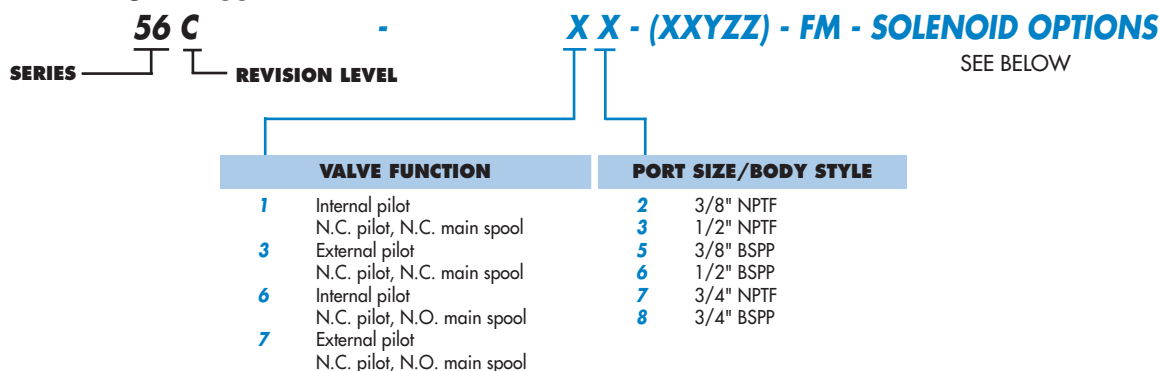 56 C - X X - (XXYZZ) - FM - SOLENOID OPTIONS
SERIES REVISION LEVEL SEE BELOW
VALVE FUNCTION PORT SIZE/BODY STYLE
1 Internal pilot 2 3/8" NPTF
N.C. pilot, N.C. main spool 3 1/2" NPTF
3 External pilot 5 3/8" BSPP
N.C. pilot, N.C. main spool 6 1/2" BSPP
6 Internal pilot 7 3/4" NPTF
N.C. pilot, N.O. main spool 8 3/4" BSPP
7 External pilot
N.C. pilot, N.O. main spool